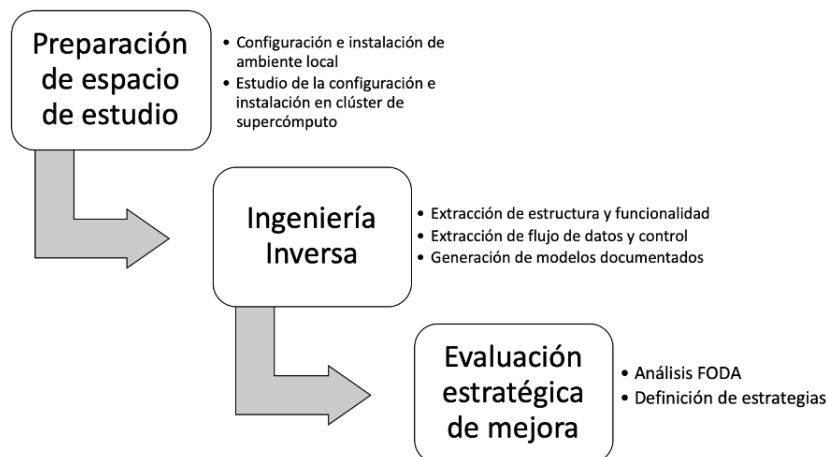 Preparación
de espacio
de estudio
• Configuración e instalación de
ambiente local
• Estudio de la configuración e
instalación en clúster de
supercómputo
Ingeniería
Inversa
• Extracción de estructura y funcionalidad
• Extracción de flujo de datos y control
• Generación de modelos documentados
Evaluación
estratégica
de mejora
• Análisis FODA
• Definición de estrategias